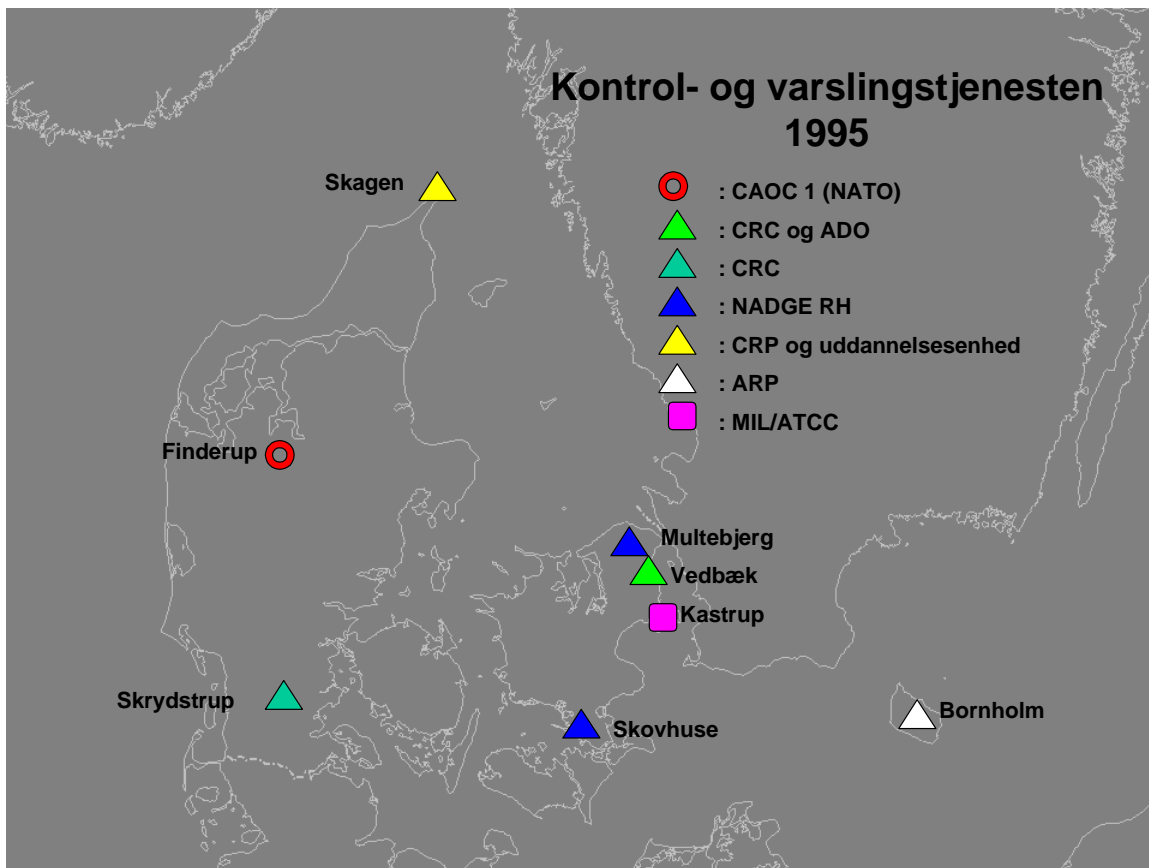 Kontrol- og varslingstjenesten
1995
: CAOC 1 (NATO)
: CRC og ADO
: CRC
: NADGE RH
: CRP og uddannelsesenhed
: ARP
: MIL/ATCC
Skagen
Finderup
Multebjerg
Vedbæk
Kastrup
Skrydstrup
Skovhuse
Bornholm